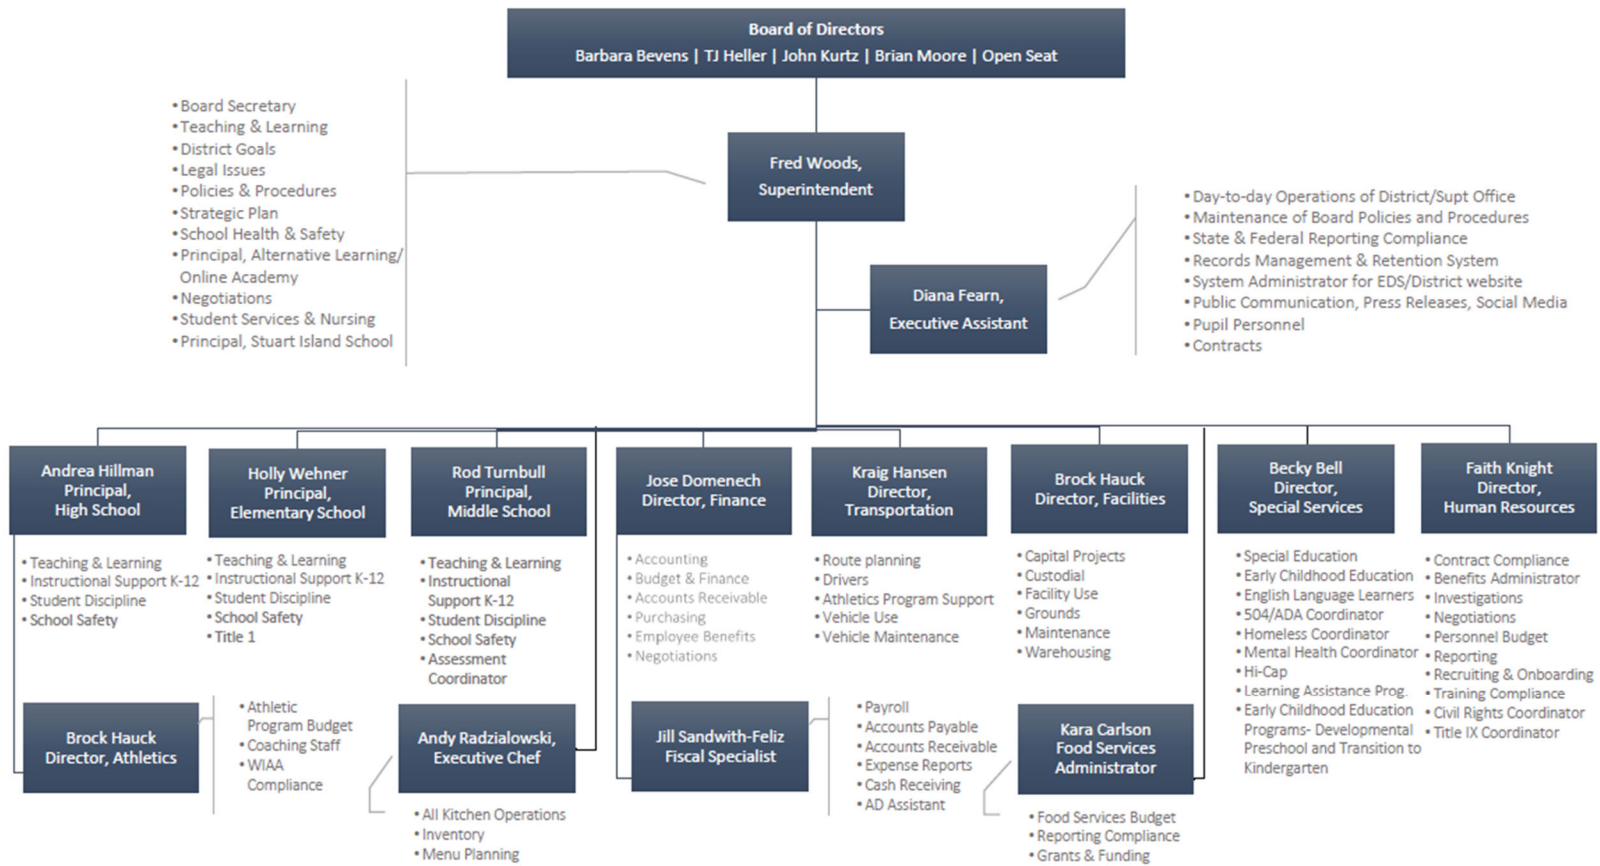 Board of Directors
Barbara Bevens | TJ Heller | John Kurtz | Brian Moore | Open Seat
• Board Secretary
• Teaching & Learning
• District Goals
• Legal Issues
• Policies & Procedures
• Strategic Plan
• School Health & Safety
• Principal, Alternative Learning/
Online Academy
• Negotiations
• Student Services & Nursing
• Principal, Stuart Island School
Fred Woods,
Superintendent
Diana Fearn,
Executive Assistant
• Day-to-day Operations of District/Supt Office
• Maintenance of Board Policies and Procedures
• State & Federal Reporting Compliance
• Records Management & Retention System
• System Administrator for EDS/District website
• Public Communication, Press Releases, Social Media
• Pupil Personnel
• Contracts
Andrea Hillman
Principal,
High School
• Teaching & Learning
• Instructional Support K-12
• Student Discipline
• School Safety
Holly Wehner
Principal,
Elementary School
• Teaching & Learning
• Instructional Support K-12
• Student Discipline
• School Safety
• Title 1
Rod Turnbull
Principal,
Middle School
• Teaching & Learning
• Instructional
Support K-12
• Student Discipline
• School Safety
• Assessment
Coordinator
Jose Domenech
Director, Finance
• Accounting
• Budget & Finance
• Accounts Receivable
• Purchasing
• Employee Benefits
• Negotiations
Kraig Hansen
Director,
Transportation
• Route planning
• Drivers
• Athletics Program Support
• Vehicle Use
• Vehicle Maintenance
Brock Hauck
Director, Facilities
• Capital Projects
• Custodial
• Facility Use
• Grounds
• Maintenance
• Warehousing
Becky Bell
Director,
Special Services
• Special Education
• Early Childhood Education
• English Language Learners
• 504/ADA Coordinator
• Homeless Coordinator
• Mental Health Coordinator
• Hi-Cap
• Learning Assistance Prog.
• Early Childhood Education
Programs- Developmental
Preschool and Transition to
Kindergarten
Faith Knight
Director,
Human Resources
• Contract Compliance
• Benefits Administrator
• Investigations
• Negotiations
• Personnel Budget
• Reporting
• Recruiting & Onboarding
• Training Compliance
• Civil Rights Coordinator
• Title IX Coordinator
Brock Hauck
Director, Athletics
• Athletic
Program Budget
• Coaching Staff
• WIAA
Compliance
Andy Radzialowski,
Executive Chef
• All Kitchen Operations
• Inventory
• Menu Planning
Jill Sandwith-Feliz
Fiscal Specialist
• Payroll
• Accounts Payable
• Accounts Receivable
• Expense Reports
• Cash Receiving
• AD Assistant
Kara Carlson
Food Services
Administrator
• Food Services Budget
• Reporting Compliance
• Grants & Funding